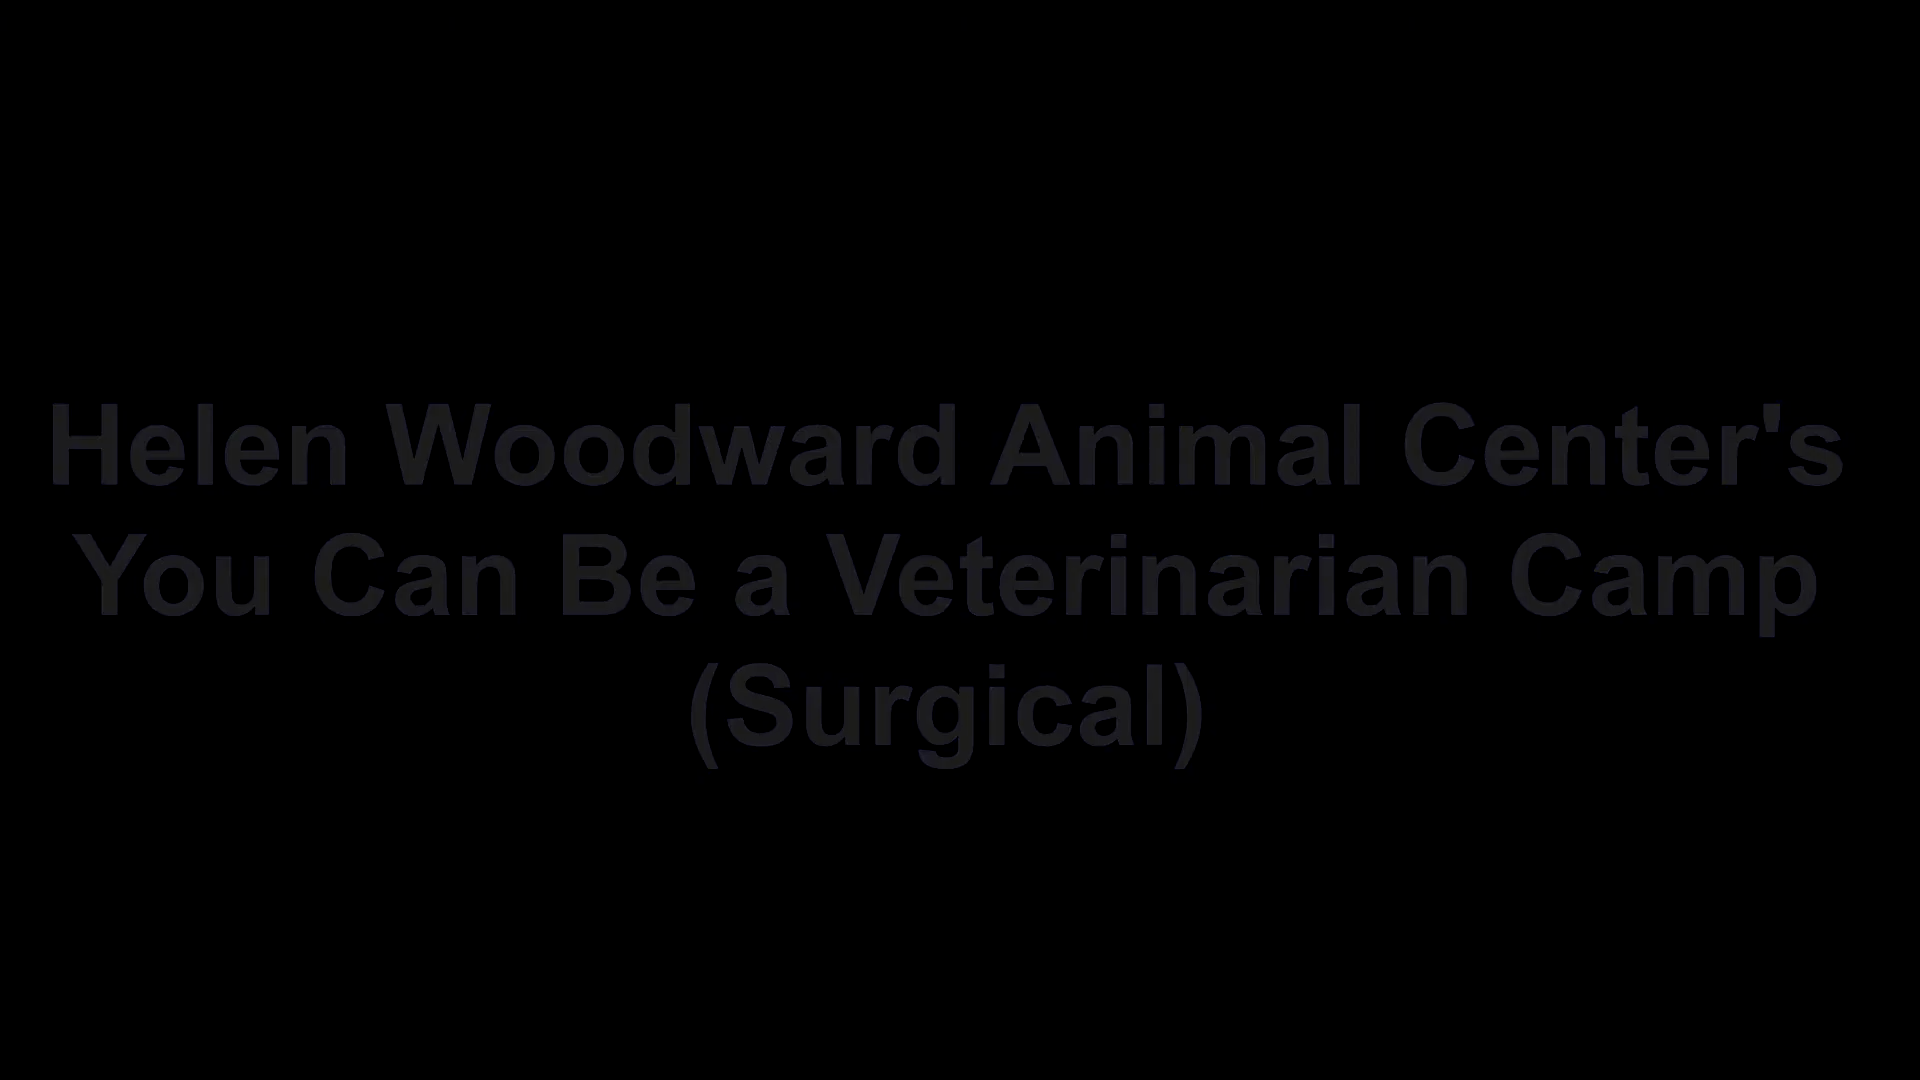 Helen Woodward Animal Center's
You Can Be a Veterinarian Camp
(Surgical)